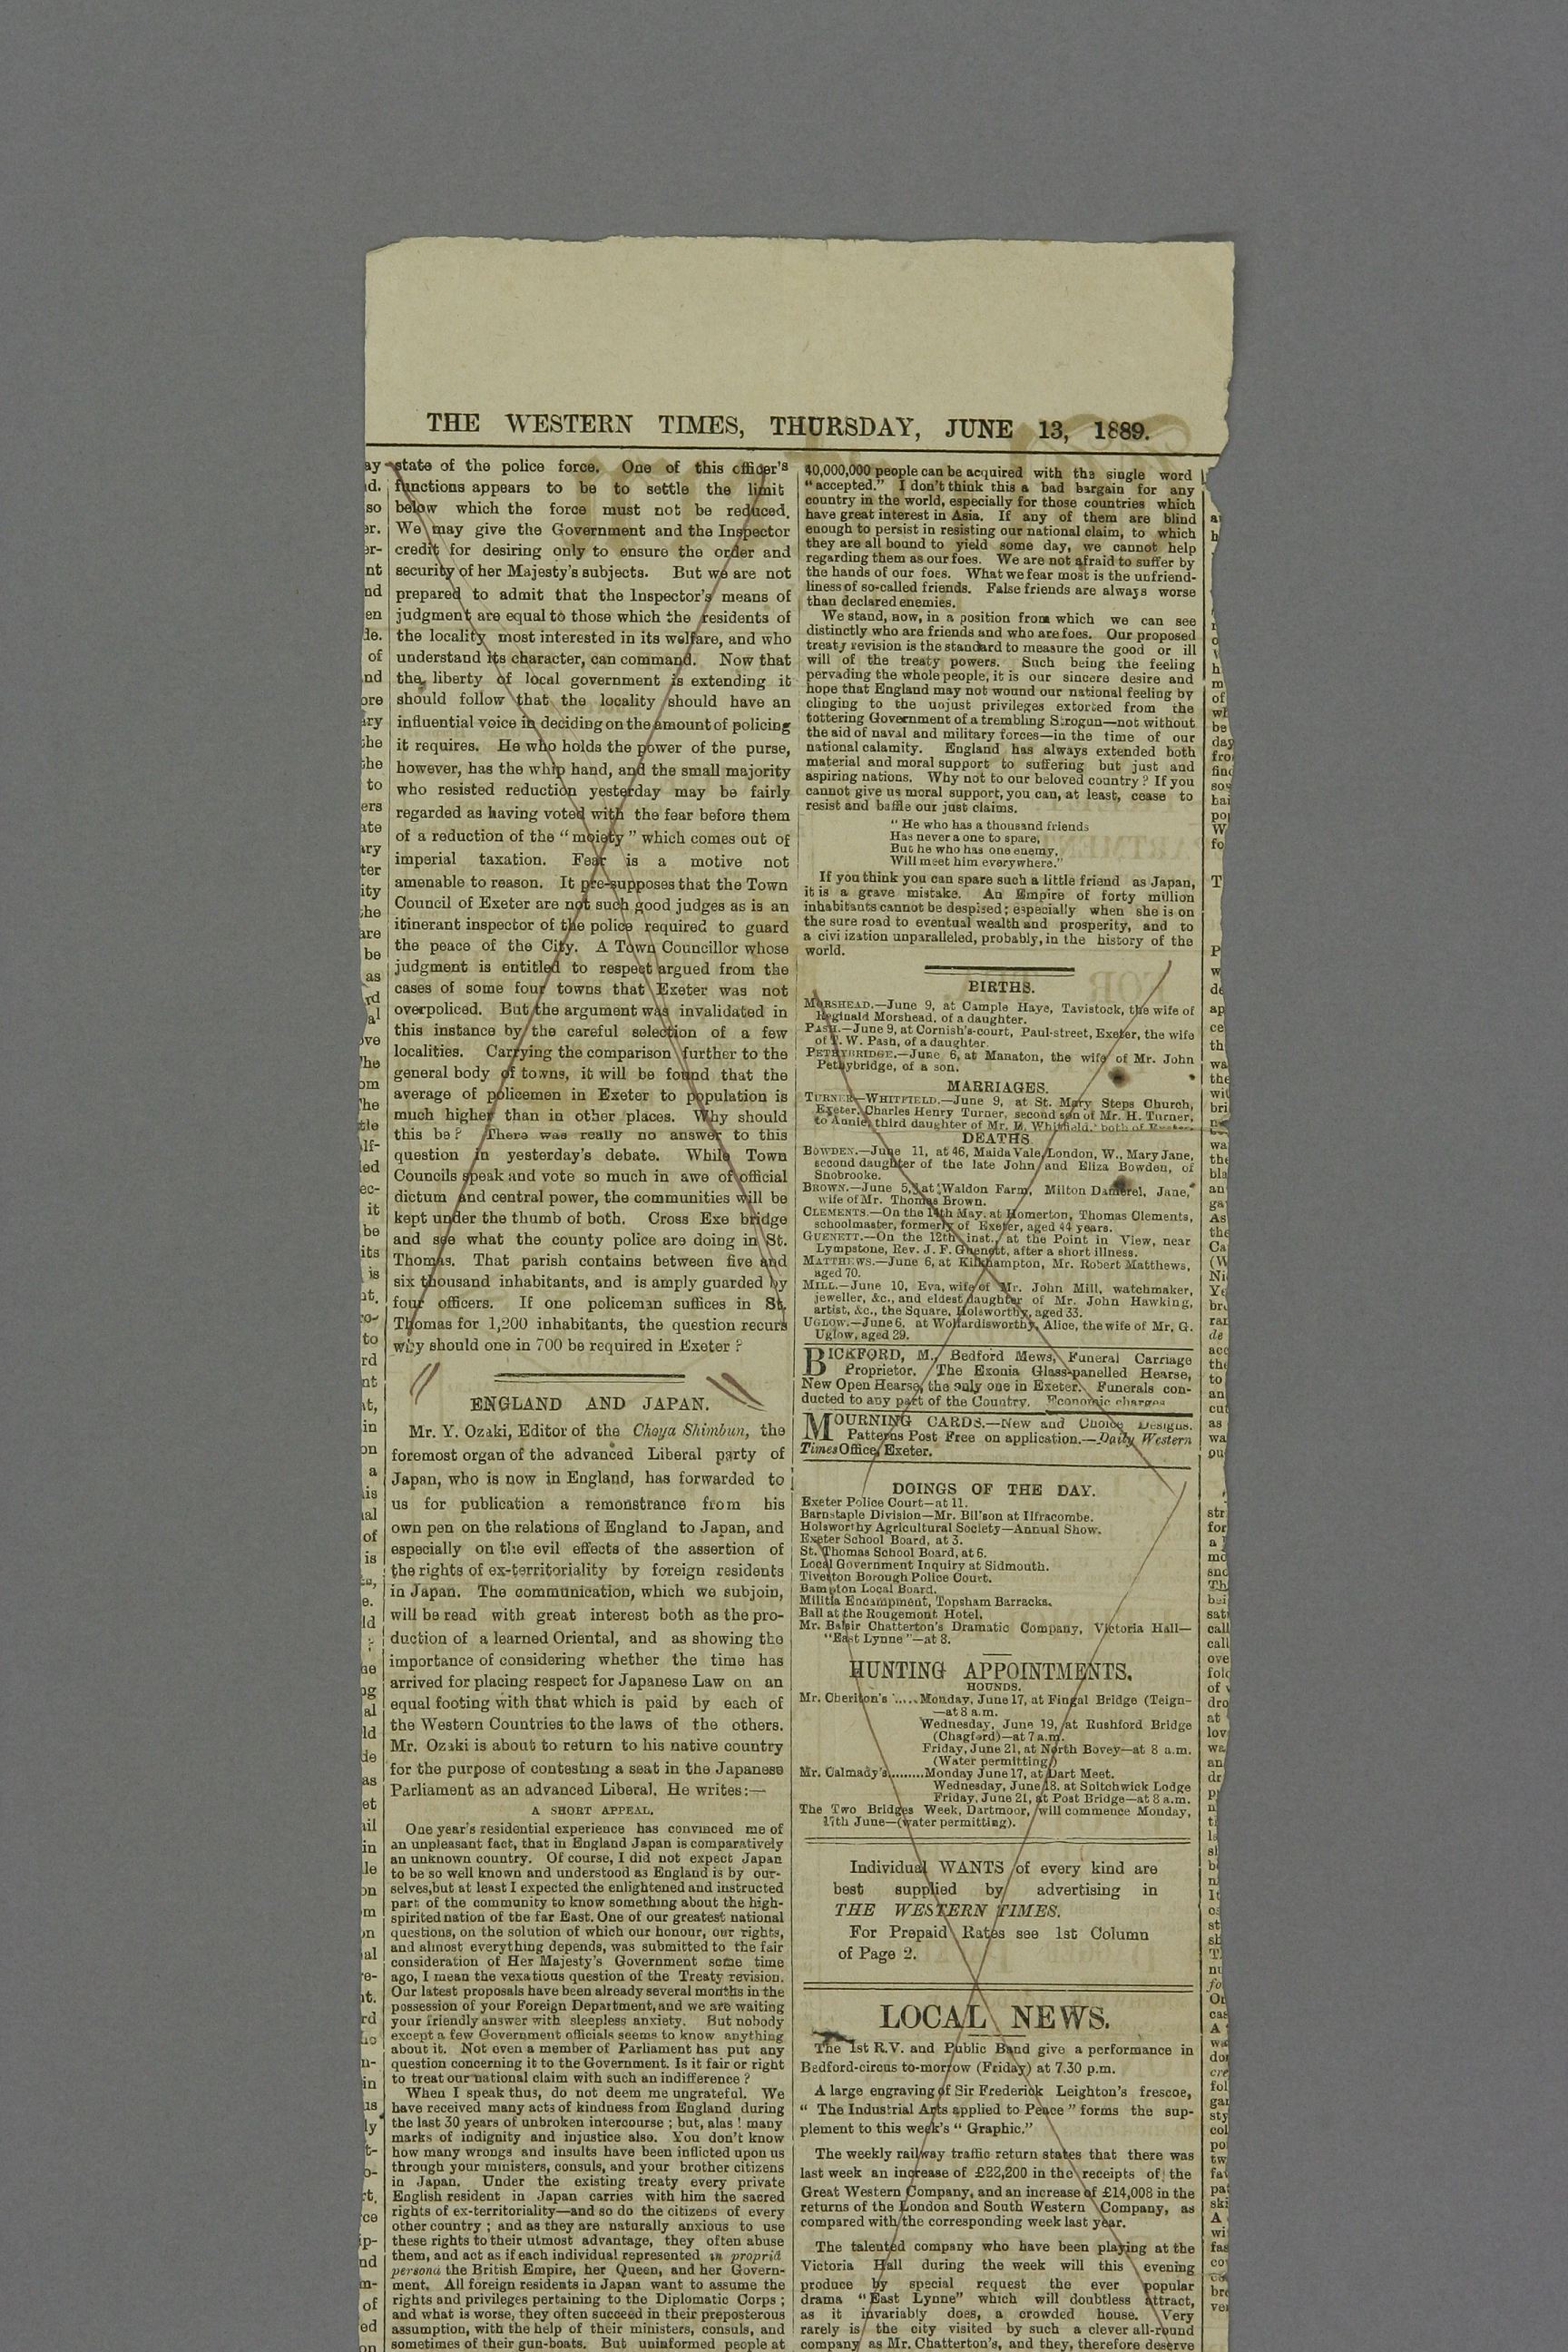 THE WESTERN TIMES, THURSDAY, JUNE 13, 1889.
state of the police force. One of this officer's
functions appears to be to settle the limit
below which the force must not be reduced.
We may give the Government and the Inspector
credit for desiring only to ensure the order and
security of her Majesty's subjects. But we are not
prepared to admit that the Inspector's means of
judgment are equal to those which the residents of
the locality most interested in its welfare, and who
understand its character, can command. Now that
the liberty of local government is extending it
should follow that the locality should have an
influential voice in deciding on the amount of policing
it requires. He who holds the power of the purse,
however, has the whip hand, and the small majority
who resisted reduction yesterday may be fairly
regarded as having voted with the fear before them
of a reduction of the "moiety" which comes out of
imperial taxation. Fear is a motive not
amenable to reason. It pre-supposes that the Town
Council of Exeter are not such good judges as is an
itinerant inspector of the police required to guard
the peace of the City. A Town Councillor whose
judgment is entitled to respect argued from the
cases of some four towns that Exeter was not
overpoliced. But the argument was invalidated in
this instance by the careful selection of a few
localities. Carrying the comparison further to the
general body of towns, it will be found that the
average of policemen in Exeter to population is
much higher than in other places. Why should
this be? There was really no answer to this
question in yesterday's debate. While Town
Councils speak and vote so much in awe of official
dictum and central power, the communities will be
kept under the thumb of both. Cross Exe bridge
and see what the county police are doing in St.
Thomas. That parish contains between five and
six thousand inhabitants, and is amply guarded by
four officers. If one policeman suffices in St.
Thomas for 1,200 inhabitants, the question recurs
why should one in 700 be required in Exeter?
ENGLAND AND JAPAN.
Mr. Y. Ozaki, Editor of the Choya Shimbun, the
foremost organ of the advanced Liberal party of
Japan, who is now in England, has forwarded to
us for publication a remonstrance from his
own pen on the relations of England to Japan, and
especially on the evil effects of the assertion of
the rights of ex-territoriality by foreign residents
in Japan. The communication, which we subjoin,
will be read with great interest both as the pro-
duction of a learned Oriental, and as showing the
importance of considering whether the time has
arrived for placing respect for Japanese Law on an
equal footing with that which is paid by each of
the Western Countries to the laws of the others.
Mr. Ozaki is about to return to his native country
for the purpose of contesting a seat in the Japanese
Parliament as an advanced Liberal. He writes:—
A SHORT APPEAL.
One year's residential experience has convinced me of
an unpleasant fact, that in England Japan is comparatively
an unknown country. Of course, I did not expect Japan
to be so well known and understood as England is by our-
selves, but at least I expected the enlightened and instructed
part of the community to know something about the high-
spirited nation of the far East. One of our greatest national
questions, on the solution of which our honour, our rights,
and almost everything depends, was submitted to the fair
consideration of Her Majesty's Government some time
ago, I mean the vexatious question of the Treaty revision.
Our latest proposals have been already several months in the
possession of your Foreign Department, and we are waiting
your friendly answer with sleepless anxiety. But nobody
except a few Government officials seems to know anything
about it. Not even a member of Parliament has put any
question concerning it to the Government. Is it fair or right
to treat our national claim with such an indifference?
When I speak thus, do not deem me ungrateful. We
have received many acts of kindness from England during
the last 30 years of unbroken intercourse; but, alas! many
marks of indignity and injustice also. You don't know
how many wrongs and insults have been inflicted upon us
through your ministers, consuls, and your brother citizens
in Japan. Under the existing treaty every private
English resident in Japan carries with him the sacred
rights of ex-territoriality—and so do the citizens of every
other country; and as they are naturally anxious to use
these rights to their utmost advantage, they often abuse
them, and act as if each individual represented in propriâ
personâ the British Empire, her Queen, and her Govern-
ment. All foreign residents in Japan want to assume the
rights and privileges pertaining to the Diplomatic Corps;
and what is worse, they often succeed in their preposterous
assumption, with the help of their ministers, consuls, and
sometimes of their gun-boats. But uninformed people at
40,000,000 people can be acquired with the single word
"accepted." I don't think this a bad bargain for any
country in the world, especially for those countries which
have great interest in Asia. If any of them are blind
enough to persist in resisting our national claim, to which
they are all bound to yield some day, we cannot help
regarding them as our foes. We are not afraid to suffer by
the hands of our foes. What we fear most is the unfriend-
liness of so-called friends. False friends are always worse
than declared enemies.
We stand, now, in a position from which we can see
distinctly who are friends and who are foes. Our proposed
treaty revision is the standard to measure the good or ill
will of the treaty powers. Such being the feeling
pervading the whole people, it is our sincere desire and
hope that England may not wound our national feeling by
clinging to the unjust privileges extorted from the
tottering Government of a trembling Strogun—not without
the aid of naval and military forces—in the time of our
national calamity. England has always extended both
material and moral support to suffering but just and
aspiring nations. Why not to our beloved country? If you
cannot give us moral support, you can, at least, cease to
resist and baffle our just claims.
"He who has a thousand friends
Has never a one to spare,
But he who has one enemy,
Will meet him everywhere."
If you think you can spare such a little friend as Japan,
it is a grave mistake. An Empire of forty million
inhabitants cannot be despised; especially when she is on
the sure road to eventual wealth and prosperity, and to
a civi ization unparalleled, probably, in the history of the
world.
BIRTHS.
MORSHEAD.—June 9, at Cample Haye, Tavistock, the wife of
Reginald Morshead, of a daughter.
PASH.—June 9, at Cornish's-court, Paul-street, Exeter, the wife
of T. W. Pash, of a daughter.
PETHYBRIDGE.—June 6, at Manaton, the wife of Mr. John
Pethybridge, of a son.
MARRIAGES.
TURNER—WHITFIELD.—June 9, at St. Mary Steps Church,
Exeter, Charles Henry Turner, second son of Mr. H. Turner,
to Annie, third daughter of Mr. Whitfield, both of Exeter.
DEATHS.
BOWDEN.—June 11, at 46, Maida Vale, London, W., Mary Jane,
second daughter of the late John and Eliza Bowden, of
Snobrooke.
BROWN.—June 5, at Waldon Farm, Milton Damerel, Jane,
wife of Mr. Thomas Brown.
CLEMENTS.—On the 14th May, at Homerton, Thomas Clements,
schoolmaster, formerly of Exeter, aged 44 years.
GUENETT.—On the 12th inst., at the Point in View, near
Lympstone, Rev. J. F. Guenett, after a short illness.
MATTHEWS.—June 6, at Kilkhampton, Mr. Robert Matthews,
aged 70.
MILL.—June 10, Eva, wife of Mr. John Mill, watchmaker,
jeweller, &c., and eldest daughter of Mr. John Hawking,
artist, &c., the Square, Holsworthy, aged 33.
UGLOW.—June 6, at Wolfardisworthy, Alice, the wife of Mr. G.
Uglow, aged 29.
BICKFORD, M., Bedford Mews, Funeral Carriage
Proprietor. The Exonia Glass-panelled Hearse,
New Open Hearse, the only one in Exeter. Funerals con-
ducted to any part of the Country. Economic charges
MOURNING CARDS.—New and Choice Designs.
Patterns Post Free on application.—Daily Western
Times Office, Exeter.
DOINGS OF THE DAY.
Exeter Police Court—at 11.
Barnstaple Division—Mr. Billson at Ilfracombe.
Holsworthy Agricultural Society—Annual Show.
Exeter School Board, at 3.
St. Thomas School Board, at 6.
Local Government Inquiry at Sidmouth.
Tiverton Borough Police Court.
Bampton Local Board.
Militia Encampment, Topsham Barracks.
Ball at the Rougemont Hotel.
Mr. Balsir Chatterton's Dramatic Company, Victoria Hall—
"East Lynne"—at 8.
HUNTING APPOINTMENTS.
HOUNDS.
Mr. Cheriton's .....Monday, June 17, at Fingal Bridge (Teign-
—at 8 a.m.
Wednesday, June 19, at Rushford Bridge
(Chagford)—at 7 a.m.
Friday, June 21, at North Bovey—at 8 a.m.
(Water permitting)
Mr. Calmady's.........Monday June 17, at Dart Meet.
Wednesday, June 18, at Spitchwick Lodge
Friday, June 21, at Post Bridge—at 8 a.m.
The Two Bridges Week, Dartmoor, will commence Monday,
17th June—(water permitting).
Individual WANTS of every kind are
best supplied by advertising in
THE WESTERN TIMES.
For Prepaid Rates see 1st Column
of Page 2.
LOCAL NEWS.
The 1st R.V. and Public Band give a performance in
Bedford-circus to-morrow (Friday) at 7.30 p.m.
A large engraving of Sir Frederick Leighton's frescoe,
"The Industrial Arts applied to Peace" forms the sup-
plement to this week's "Graphic."
The weekly railway traffic return states that there was
last week an increase of £22,200 in the receipts of the
Great Western Company, and an increase of £14,008 in the
returns of the London and South Western Company, as
compared with the corresponding week last year.
The talented company who have been playing at the
Victoria Hall during the week will this evening
produce by special request the ever popular
drama "East Lynne" which will doubtless attract,
as it invariably does, a crowded house. Very
rarely is the city visited by such a clever all-round
company as Mr. Chatterton's, and they, therefore deserve